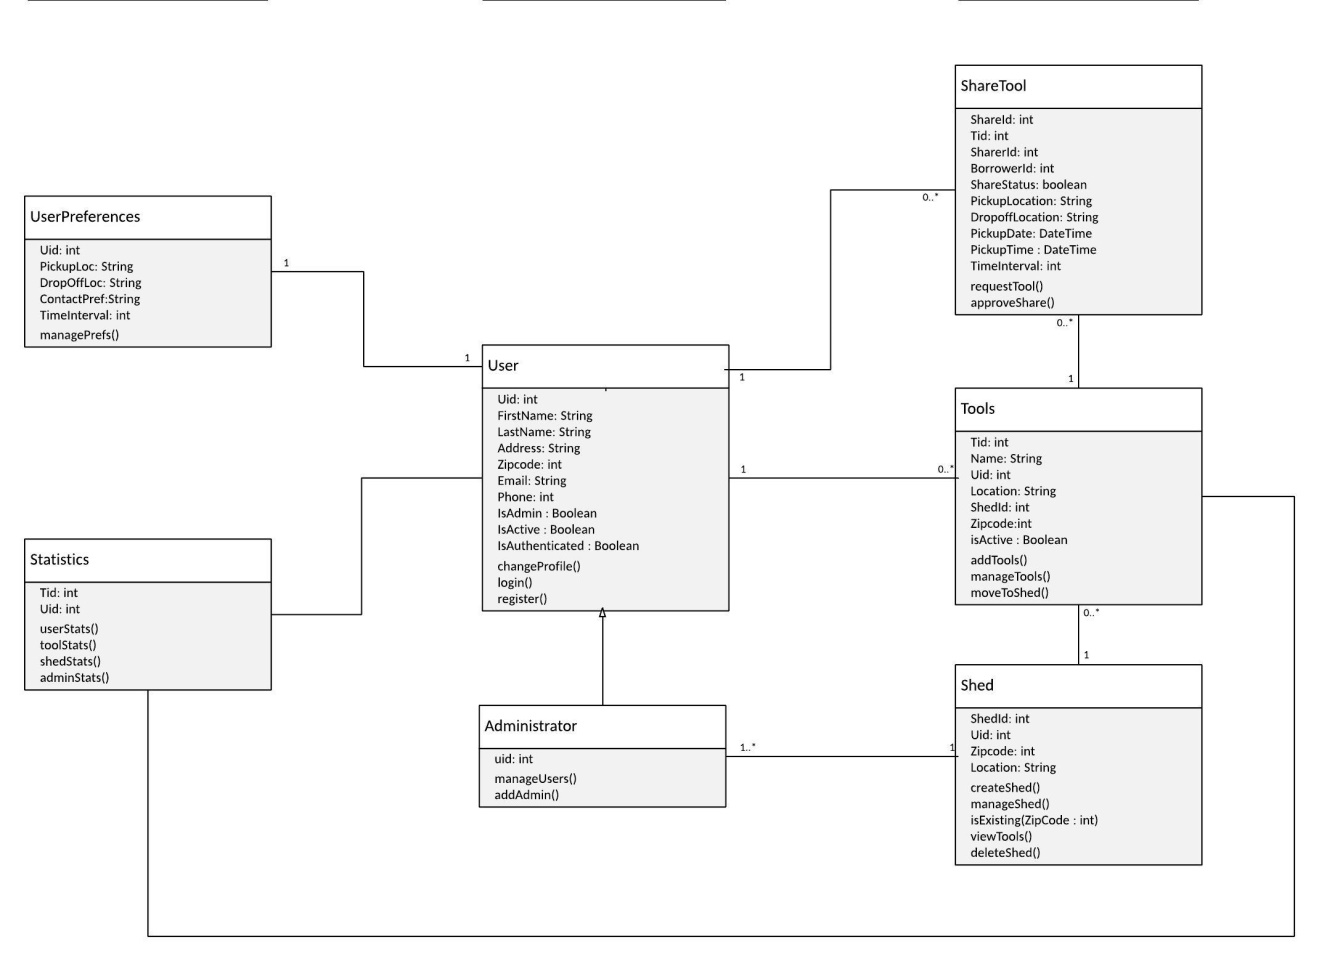 ShareTool
ShareId: int
Tid: int
SharerId: int
BorrowerId: int
ShareStatus: boolean
PickupLocation: String
DropoffLocation: String
PickupDate: DateTime
PickupTime : DateTime
TimeInterval: int
requestTool()
approveShare()
0..*
0..*
1
UserPreferences
Uid: int
PickupLoc: String
DropOffLoc: String
ContactPref:String
TimeInterval: int
managePrefs()
1
1
User
Uid: int
FirstName: String
LastName: String
Address: String
Zipcode: int
Email: String
Phone: int
IsAdmin : Boolean
IsActive : Boolean
IsAuthenticated : Boolean
changeProfile()
login()
register()
1
1
0..*
Tools
Tid: int
Name: String
Uid: int
Location: String
ShedId: int
Zipcode:int
isActive : Boolean
addTools()
manageTools()
moveToShed()
0..*
1
Statistics
Tid: int
Uid: int
userStats()
toolStats()
shedStats()
adminStats()
Administrator
uid: int
manageUsers()
addAdmin()
1..*
1
Shed
ShedId: int
Uid: int
Zipcode: int
Location: String
createShed()
manageShed()
isExisting(ZipCode : int)
viewTools()
deleteShed()